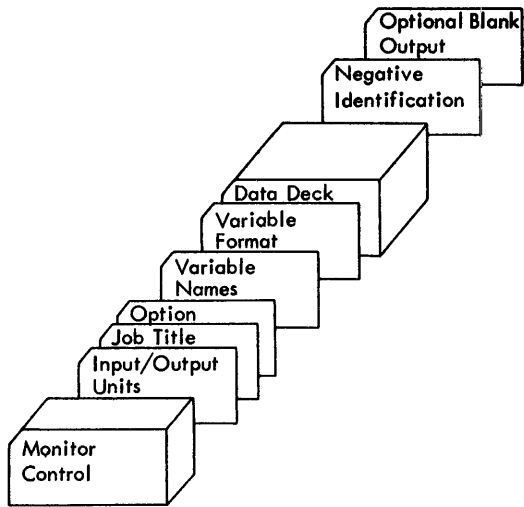 Optional Blank
Output
Negative
Identification
Data Deck
Variable
Format
Variable
Names
Option
Job Title
Input/Output
Units
Monitor
Control